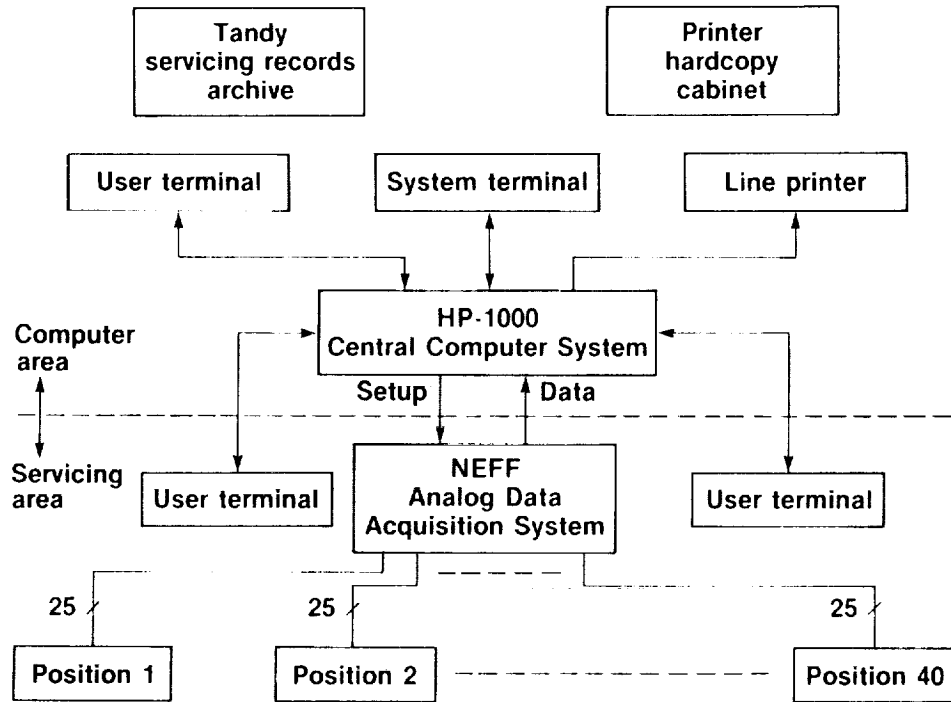 Tandy
servicing records
archive
Printer
hardcopy
cabinet
User terminal
System terminal
Line printer
HP-1000
Central Computer System
Computer
area
Setup
Data
Servicing
area
User terminal
NEFF
Analog Data
Acquisition System
User terminal
25
25
25
Position 1
Position 2
Position 40